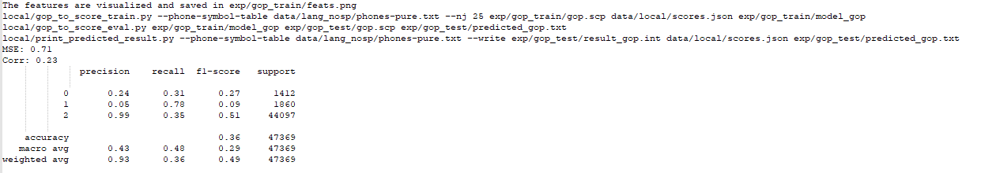 The features are visualized and saved in exp/gop_train/feats.png
local/gop_to_score_train.py --phone-symbol-table data/lang_nosp/phones-pure.txt --nj 25 exp/gop_train/gop.scp data/local/scores.json exp/gop_train/model_gop
local/gop_to_score_eval.py exp/gop_train/model_gop exp/gop_test/gop.scp exp/gop_test/predicted_gop.txt
local/print_predicted_result.py --phone-symbol-table data/lang_nosp/phones-pure.txt --write exp/gop_test/result_gop.int data/local/scores.json exp/gop_test/predicted_gop.txt
MSE: 0.71
Corr: 0.23
precision recall f1-score support
0 0.24 0.31 0.27 1412
1 0.05 0.78 0.09 1860
2 0.99 0.35 0.51 44097
accuracy 0.36 47369
macro avg 0.43 0.48 0.29 47369
weighted avg 0.93 0.36 0.49 47369